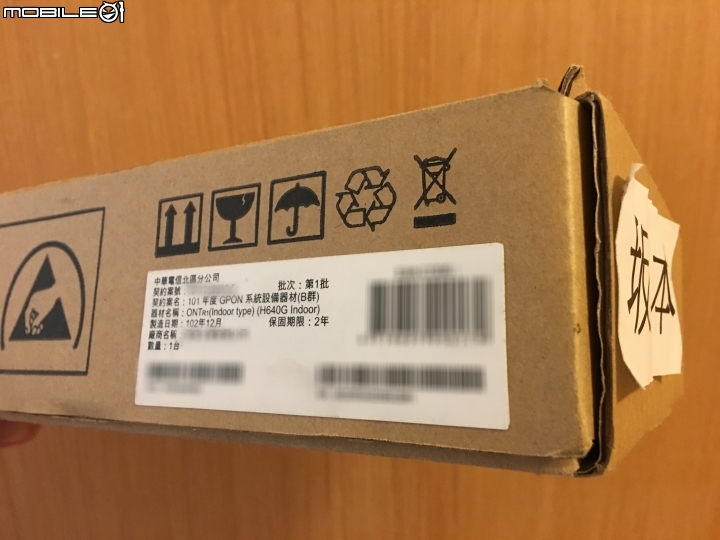 MOBILE01
中華電信北區分公司
契約案號: 批次:第1批
契約案名:101 年度 GPON 系統設備器材(B群)
器材名稱:ONT#1(Indoor type) (H640G Indoor)
製造日期:102年12月 保固期限:2年
廠商名稱
數量:1台
坂本